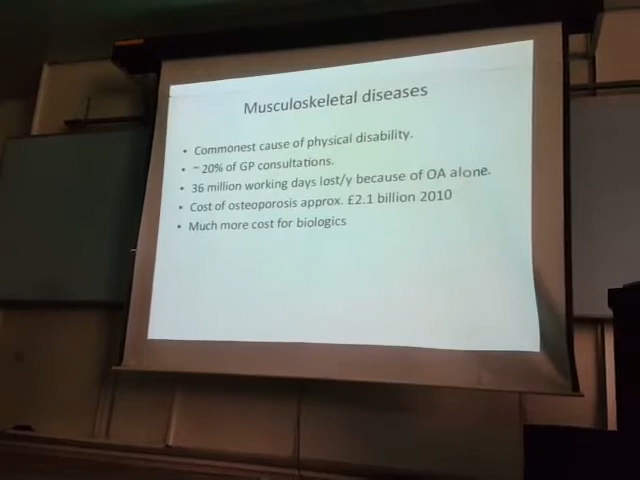 Musculoskeletal diseases
• Commonest cause of physical disability.
• ~ 20% of GP consultations.
• 36 million working days lost/y because of OA alone.
• Cost of osteoporosis approx. £2.1 billion 2010
• Much more cost for biologics